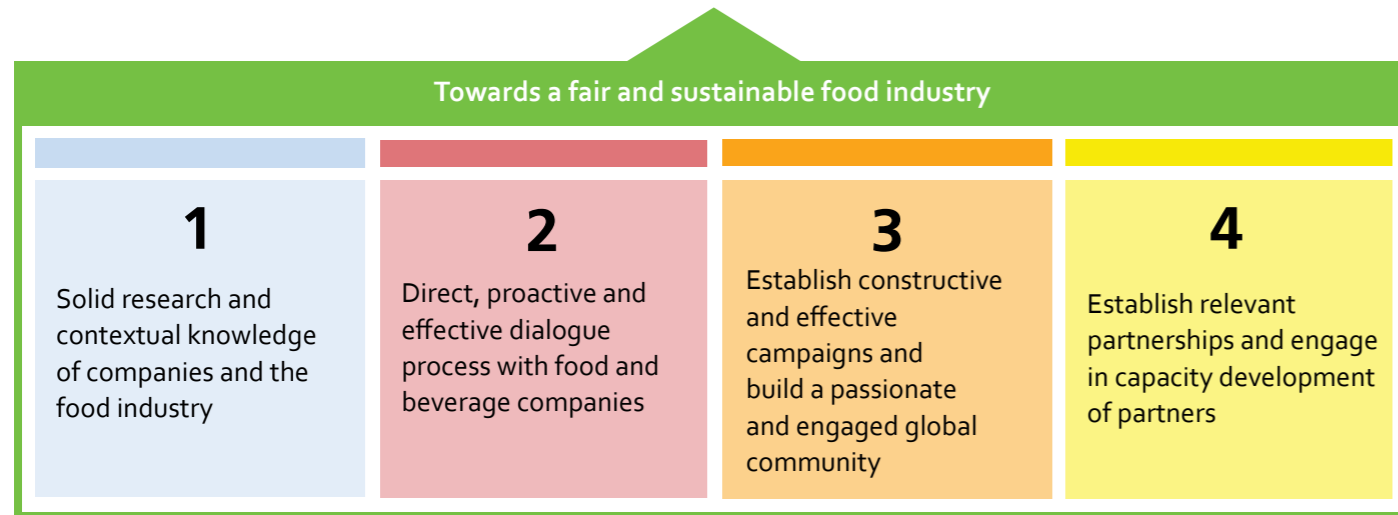 Towards a fair and sustainable food industry
1
Solid research and
contextual knowledge
of companies and the
food industry
2
Direct, proactive and
effective dialogue
process with food and
beverage companies
3
Establish constructive
and effective
campaigns and
build a passionate
and engaged global
community
4
Establish relevant
partnerships and engage
in capacity development
of partners